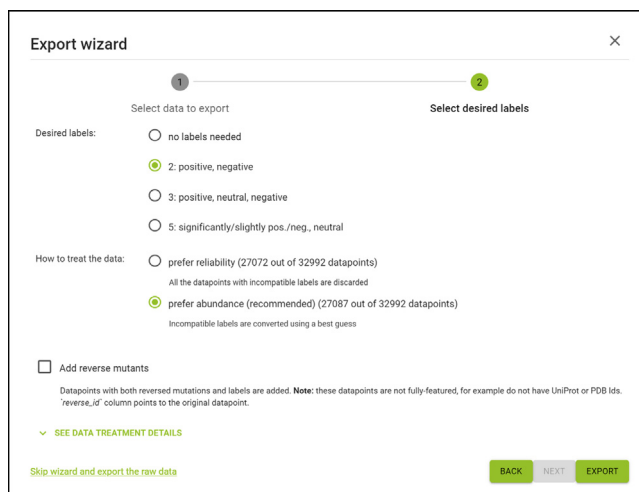 Export wizard
1
2
Select data to export
Select desired labels
Desired labels:
no labels needed
2: positive, negative
3: positive, neutral, negative
5: significantly/slightly pos./neg., neutral
How to treat the data:
prefer reliability (27072 out of 32992 datapoints)
All the datapoints with incompatible labels are discarded
prefer abundance (recommended) (27087 out of 32992 datapoints)
Incompatible labels are converted using a best guess
Add reverse mutants
Datapoints with both reversed mutations and labels are added. Note: these datapoints are not fully-featured, for example do not have UniProt or PDB Ids.
`reverse_id` column points to the original datapoint.
SEE DATA TREATMENT DETAILS
Skip wizard and export the raw data
BACK
NEXT
EXPORT